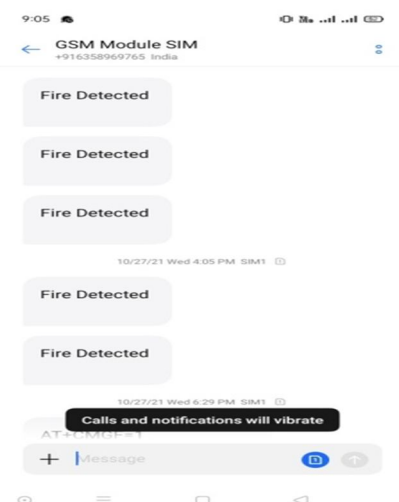 9:05
GSM Module SIM
+916358969765 India
Fire Detected
Fire Detected
Fire Detected
10/27/21 Wed 4:05 PM SIM1
Fire Detected
Fire Detected
10/27/21 Wed 6:29 PM SIM1
Calls and notifications will vibrate
AT+CMGF=1
Message